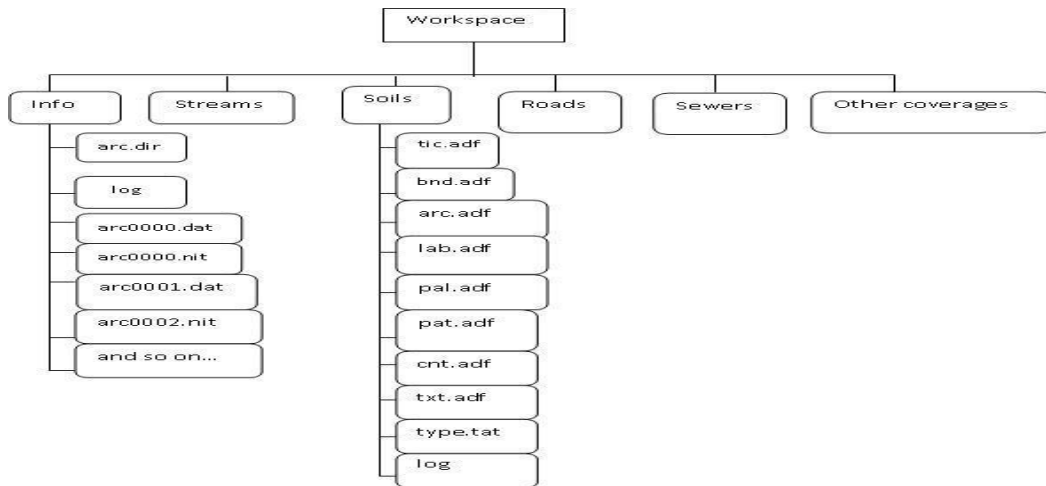 Workspace
Info
Streams
Soils
Roads
Sewers
Other coverages
arc.dir
log
arc0000.dat
arc0000.nit
arc0001.dat
arc0002.nit
and so on...
tic.adf
bnd.adf
arc.adf
lab.adf
pal.adf
pat.adf
cnt.adf
txt.adf
type.tat
log